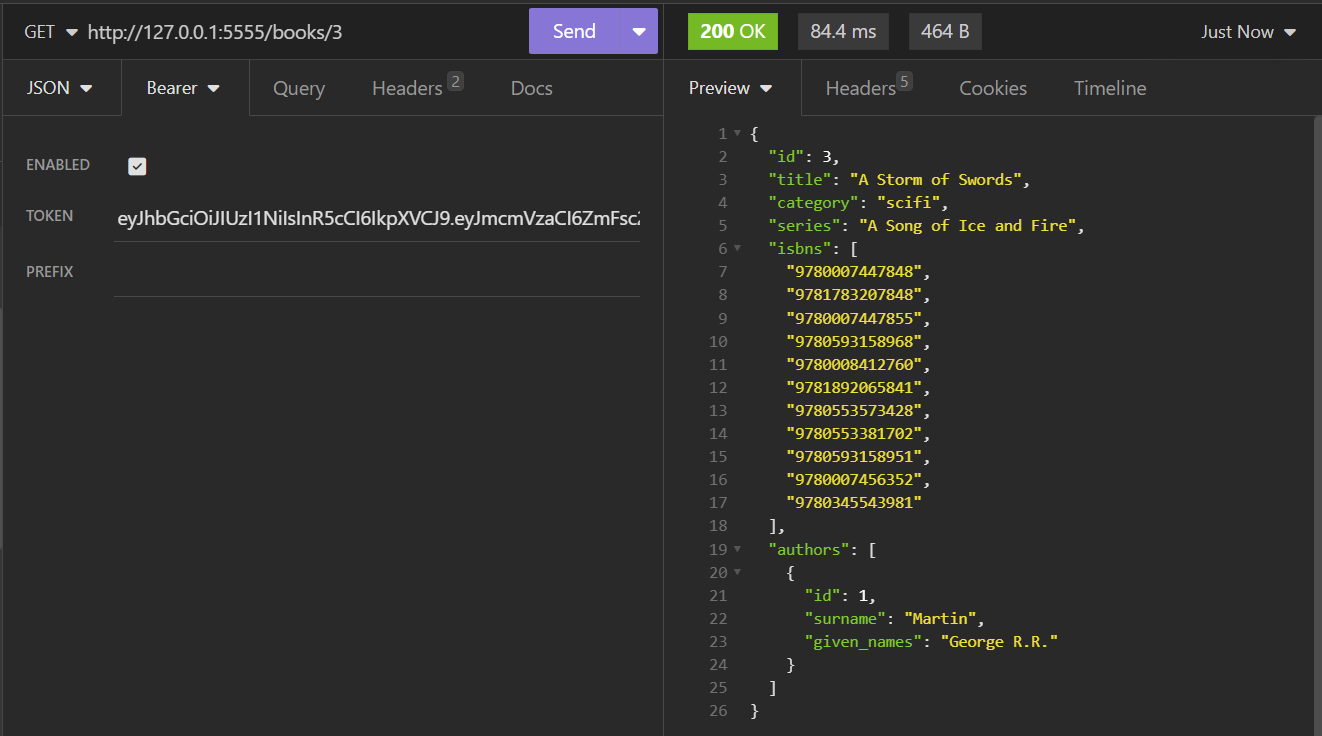 GET http://127.0.0.1:5555/books/3 Send
JSON Bearer Query Headers 2 Docs
ENABLED
TOKEN eyJhbGciOiJIUzI1NiIsInR5cCI6IkpXVCJ9.eyJmcmVzaCI6ZmFsc2
PREFIX
200 OK 84.4 ms 464 B Just Now
Preview Headers 5 Cookies Timeline
1 {
2 "id": 3,
3 "title": "A Storm of Swords",
4 "category": "scifi",
5 "series": "A Song of Ice and Fire",
6 "isbns": [
7 "9780007447848",
8 "9781783207848",
9 "9780007447855",
10 "9780593158968",
11 "9780008412760",
12 "9781892065841",
13 "9780553573428",
14 "9780553381702",
15 "9780593158951",
16 "9780007456352",
17 "9780345543981"
18 ],
19 "authors": [
20 {
21 "id": 1,
22 "surname": "Martin",
23 "given_names": "George R.R."
24 }
25 ]
26 }